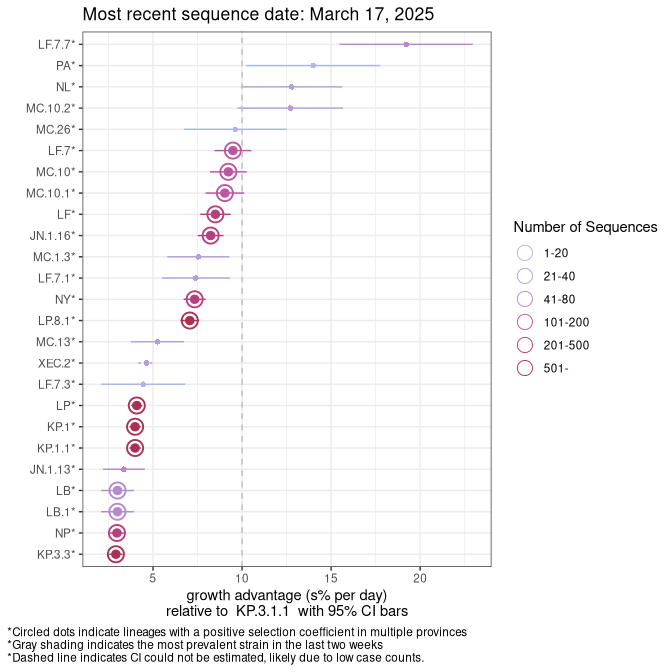 Most recent sequence date: March 17, 2025
LF.7.7*
PA*
NL*
MC.10.2*
MC.26*
LF.7*
MC.10*
MC.10.1*
LF*
JN.1.16*
MC.1.3*
LF.7.1*
NY*
LP.8.1*
MC.13*
XEC.2*
LF.7.3*
LP*
KP.1*
KP.1.1*
JN.1.13*
LB*
LB.1*
NP*
KP.3.3*
5 10 15 20
growth advantage (s% per day)
relative to KP.3.1.1 with 95% CI bars
Number of Sequences
1-20
21-40
41-80
101-200
201-500
501-
*Circled dots indicate lineages with a positive selection coefficient in multiple provinces
*Gray shading indicates the most prevalent strain in the last two weeks
*Dashed line indicates CI could not be estimated, likely due to low case counts.